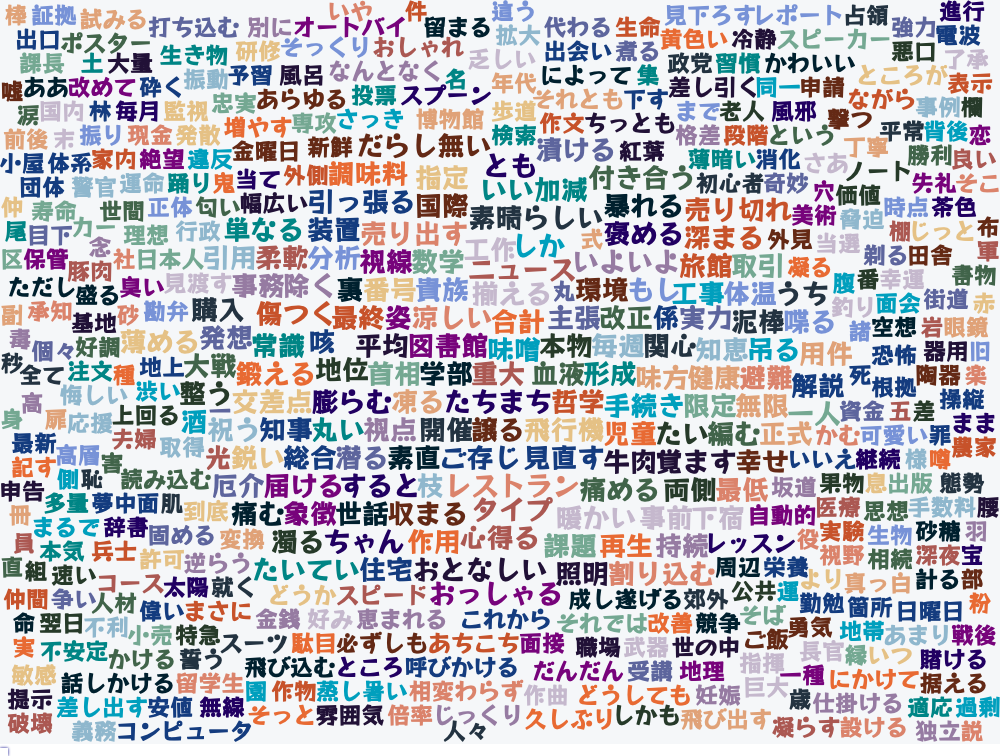 棒 証拠 試みる 打ち込む 別に オートバイ いや 件 留まる 違う 代わる 生命 見下ろす レポート 占領 強力 進行
出口 ポスター 生き物 研修 そっくり おしゃれ 乏しい 拡大 出会い 煮る 黄色い 冷静 スピーカー 悪口 電波
課長 土 大量 振動 予習 風呂 なんとなく 名 年代 によって 集 政党 習慣 かわいい ところが 了承
嘘 ああ 改めて 砕く 忠実 あらゆる 投票 スプーン それとも 下す 差し引く 同一 申請 ながら 表示
涙 国内 林 毎月 監視 増やす 専攻 さっき 博物館 歩道 作文 ちっとも まで 老人 風邪 撃つ 事例 欄
前後 末 振り 現金 発散 金曜日 新鮮 だらし無い 検索 漬ける 紅葉 格差 段階 という 丁寧 平常 背後 恋
小屋 体系 家内 絶望 違反 外側 調味料 指定 とも 付き合う 薄暗い 消化 さあ ノート 勝利 良い
団体 警官 運命 踊り 鬼 当て 引っ張る 国際 いい加減 暴れる 初心者 奇妙 穴 価値 失礼 そこ
仲 寿命 世間 正体 匂い 幅広い 素晴らしい 売り切れ 美術 脅迫 時点 茶色
尾 目下 カー 理想 行政 単なる 装置 売り出す 工作 しか 式 褒める 深まる 外見 当選 棚 じっと 布
区 保管 念 社 日本人 引用 柔軟 分析 視線 数学 ニュース いよいよ 旅館 取引 凝る 剃る 田舎 軍
ただし 豚肉 盛る 臭い 見渡す 事務 除く 裏 番号 貴族 揃える 丸 環境 もし 工事 体温 うち 腹 番 幸運 書物
副 承知 基地 砂 勘弁 購入 傷つく 最終 姿 涼しい 合計 主張 改正 係 実力 泥棒 喋る 釣り 面会 街道 赤
毒 個々 好調 薄める 発想 常識 咳 平均 図書館 味噌 本物 毎週 関心 知恵 吊る 用件 諸 空想 岩 眼鏡
秒 全て 注文 種 地上 大戦 鍛える 地位 首相 学部 重大 血液 形成 味方 健康 避難 解説 死 恐怖 器用 旧
高 悔しい 渋い 整う 交差点 膨らむ 凍る たちまち 哲学 手続き 限定 無限 一人 資金 根拠 陶器 楽
身 扉 応援 上回る 酒 祝う 知事 丸い 視点 開催 譲る 飛行機 児童 たい 編む 正式 かむ 可愛い 五 差 操縦
最新 高層 夫婦 取得 光 鋭い 総合 潜る 素直 ご存じ 見直す 牛肉 覚ます 幸せ いいえ 継続 罪 まま
記す 側 恥 害 読み込む 厄介 届ける すると 枝 レストラン 痛める 両側 最低 坂道 果物 息 出版 様 噂 農家
申告 多量 夢中 面 肌 到底 痛む 象徴 世話 収まる タイプ 暖かい 事前 下宿 自動的 医療 思想 手数料 態勢
冊 まるで 辞書 固める 変換 濁る ちゃん 作用 心得る 課題 再生 持続 レッスン 役 実験 生物 砂糖 腰
員 本気 兵士 許可 逆らう たいてい 住宅 おとなしい 照明 割り込む 周辺 栄養 視野 相続 深夜 羽 宝
直 組 速い コース 太陽 就く どうか スピード おっしゃる 成し遂げる 郊外 公共 運 より 真っ白 計る 部
仲間 争い 人材 偉い まさに 金銭 好み 恵まれる これから それでは 改善 競争 そば 勤勉 箇所 日曜日 粉
命 翌日 不利 小売 特急 スーツ 駄目 必ずしも あちこち 面接 職場 武器 世の中 ご飯 勇気 地帯 あまり 戦後
実 不安定 かける 誓う 飛び込む ところ 呼びかける だんだん 受講 地理 指揮 長官 縁 いつ 賭ける
敏感 話しかける 留学生 園 作物 蒸し暑い 相変わらず 作曲 どうしても 妊娠 巨大 一種 にかけて 据える
提示 差し出す 安値 無線 そっと 雰囲気 倍率 じっくり 久しぶり しかも 飛び出す 歳 仕掛ける 適応 過剰
破壊 義務 コンピュータ 人々 凝らす 設ける 独立 説